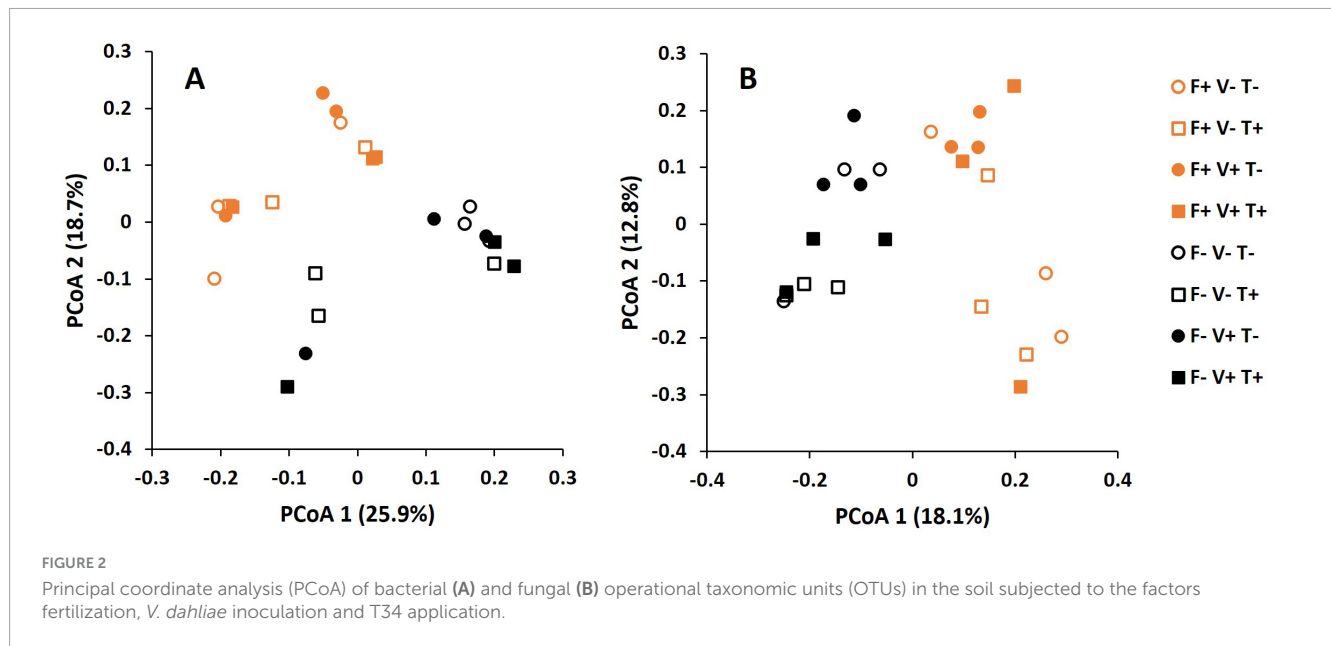 A
0.3
0.2
0.1
0
-0.1
-0.2
-0.3
-0.4
-0.3
-0.2
-0.1
0
0.1
0.2
0.3
PCoA 2 (18.7%)
PCoA 1 (25.9%)
B
0.3
0.2
0.1
0
-0.1
-0.2
-0.3
-0.4
-0.4
-0.2
0
0.2
0.4
PCoA 2 (12.8%)
PCoA 1 (18.1%)
F+ V- T-
F+ V- T+
F+ V+ T-
F+ V+ T+
F- V- T-
F- V- T+
F- V+ T-
F- V+ T+
FIGURE 2
Principal coordinate analysis (PCoA) of bacterial (A) and fungal (B) operational taxonomic units (OTUs) in the soil subjected to the factors
fertilization, V. dahliae inoculation and T34 application.